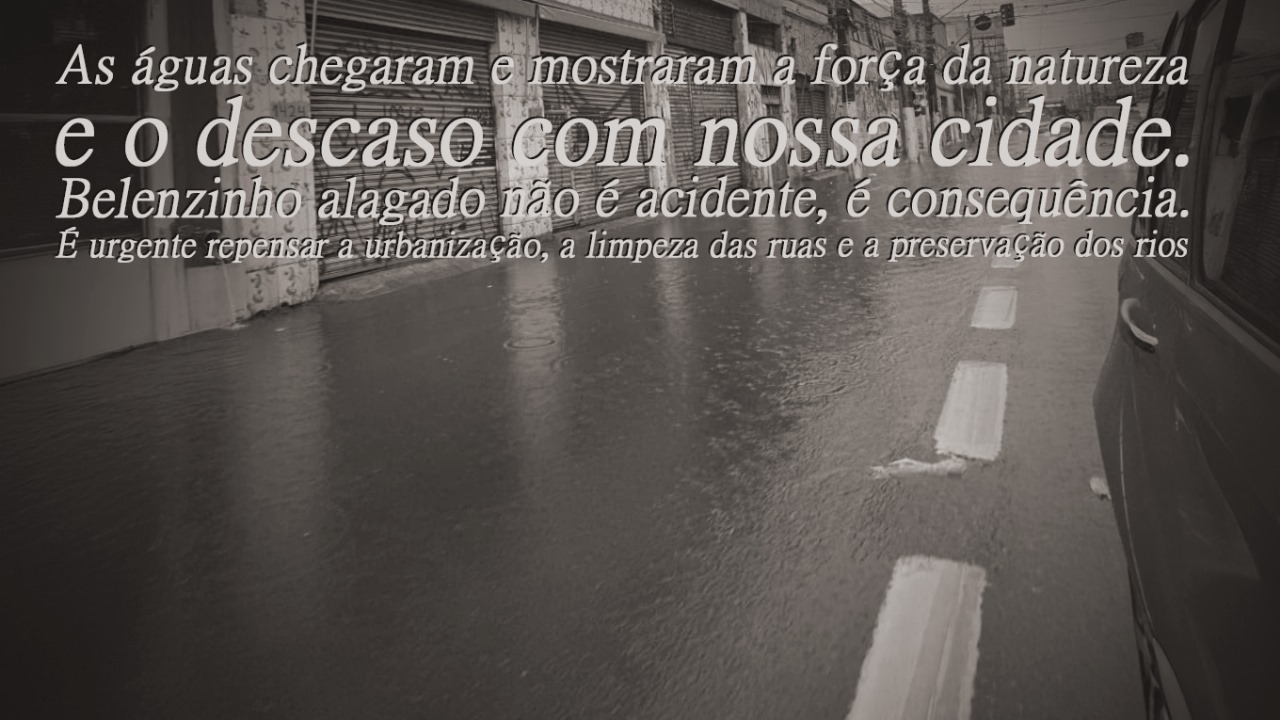 As águas chegaram e mostraram a força da natureza
e o descaso com nossa cidade.
Belenzinho alagado não é acidente, é consequência.
É urgente repensar a urbanização, a limpeza das ruas e a preservação dos rios